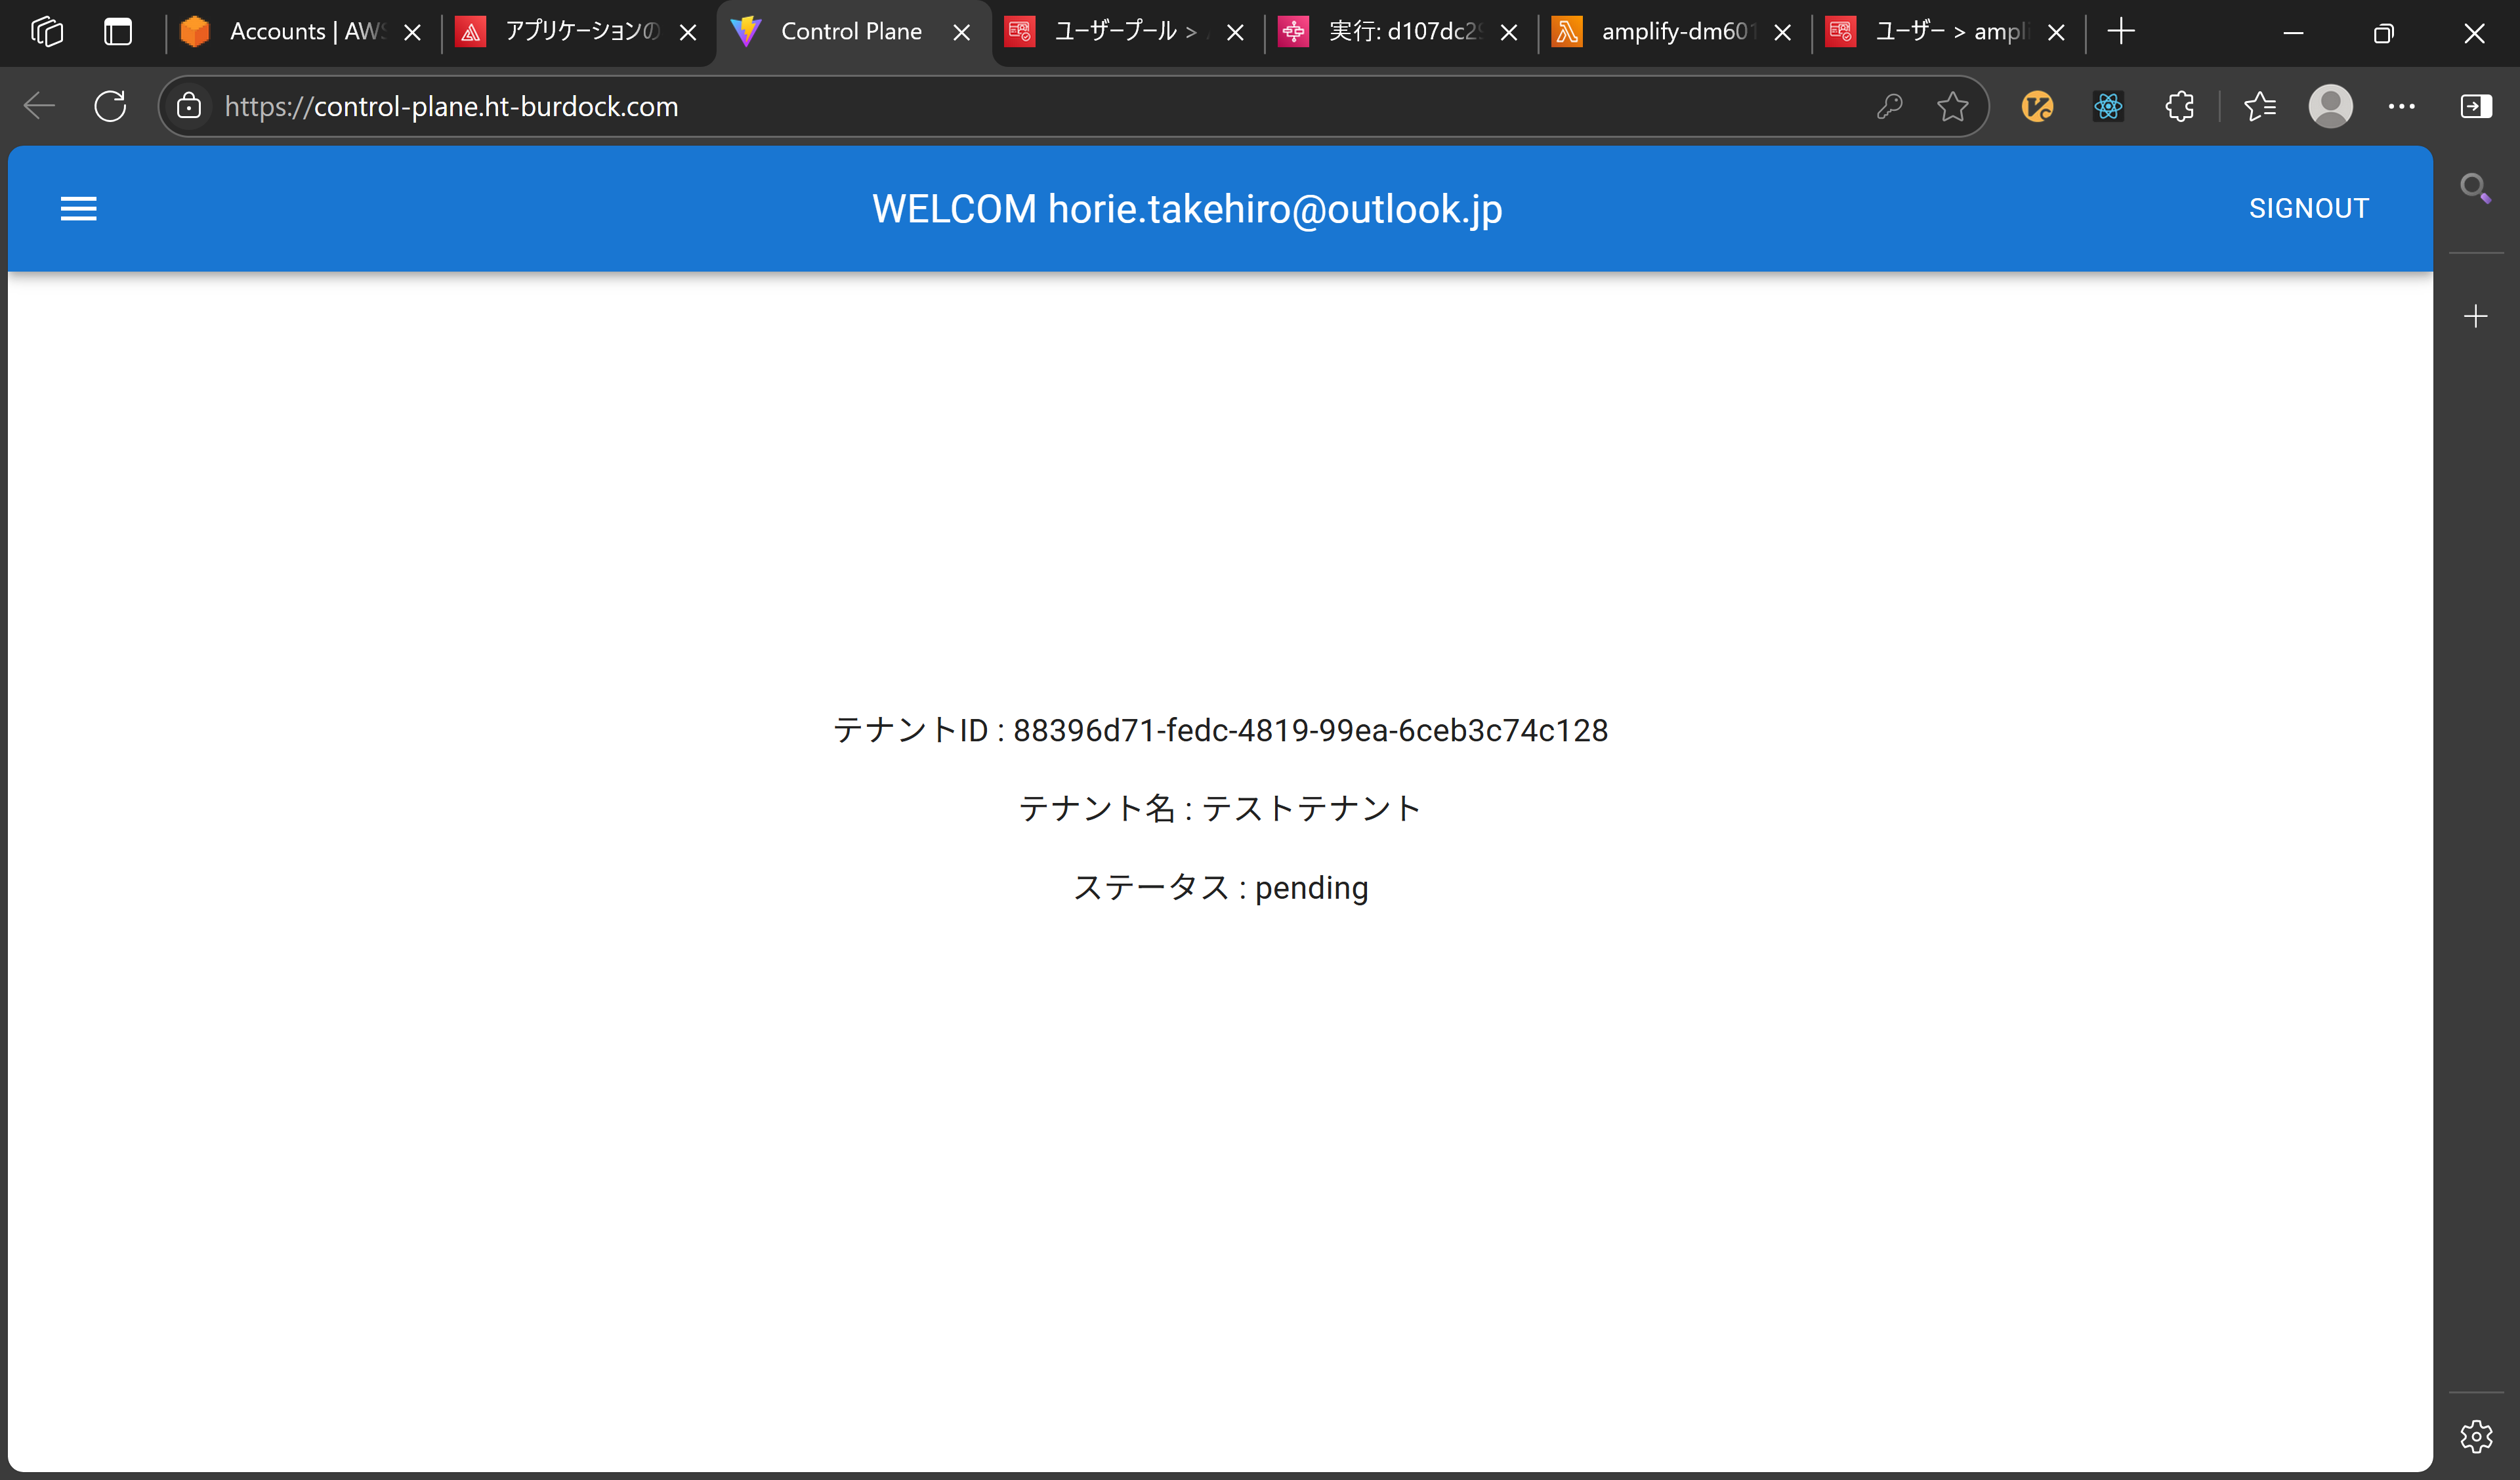 Accounts | AWS
アプリケーションの
Control Plane
ユーザープール >
実行: d107dc2
amplify-dm601
ユーザー > ampli
https://control-plane.ht-burdock.com
WELCOM horie.takehiro@outlook.jp
SIGNOUT
テナントID : 88396d71-fedc-4819-99ea-6ceb3c74c128
テナント名 : テストテナント
ステータス : pending